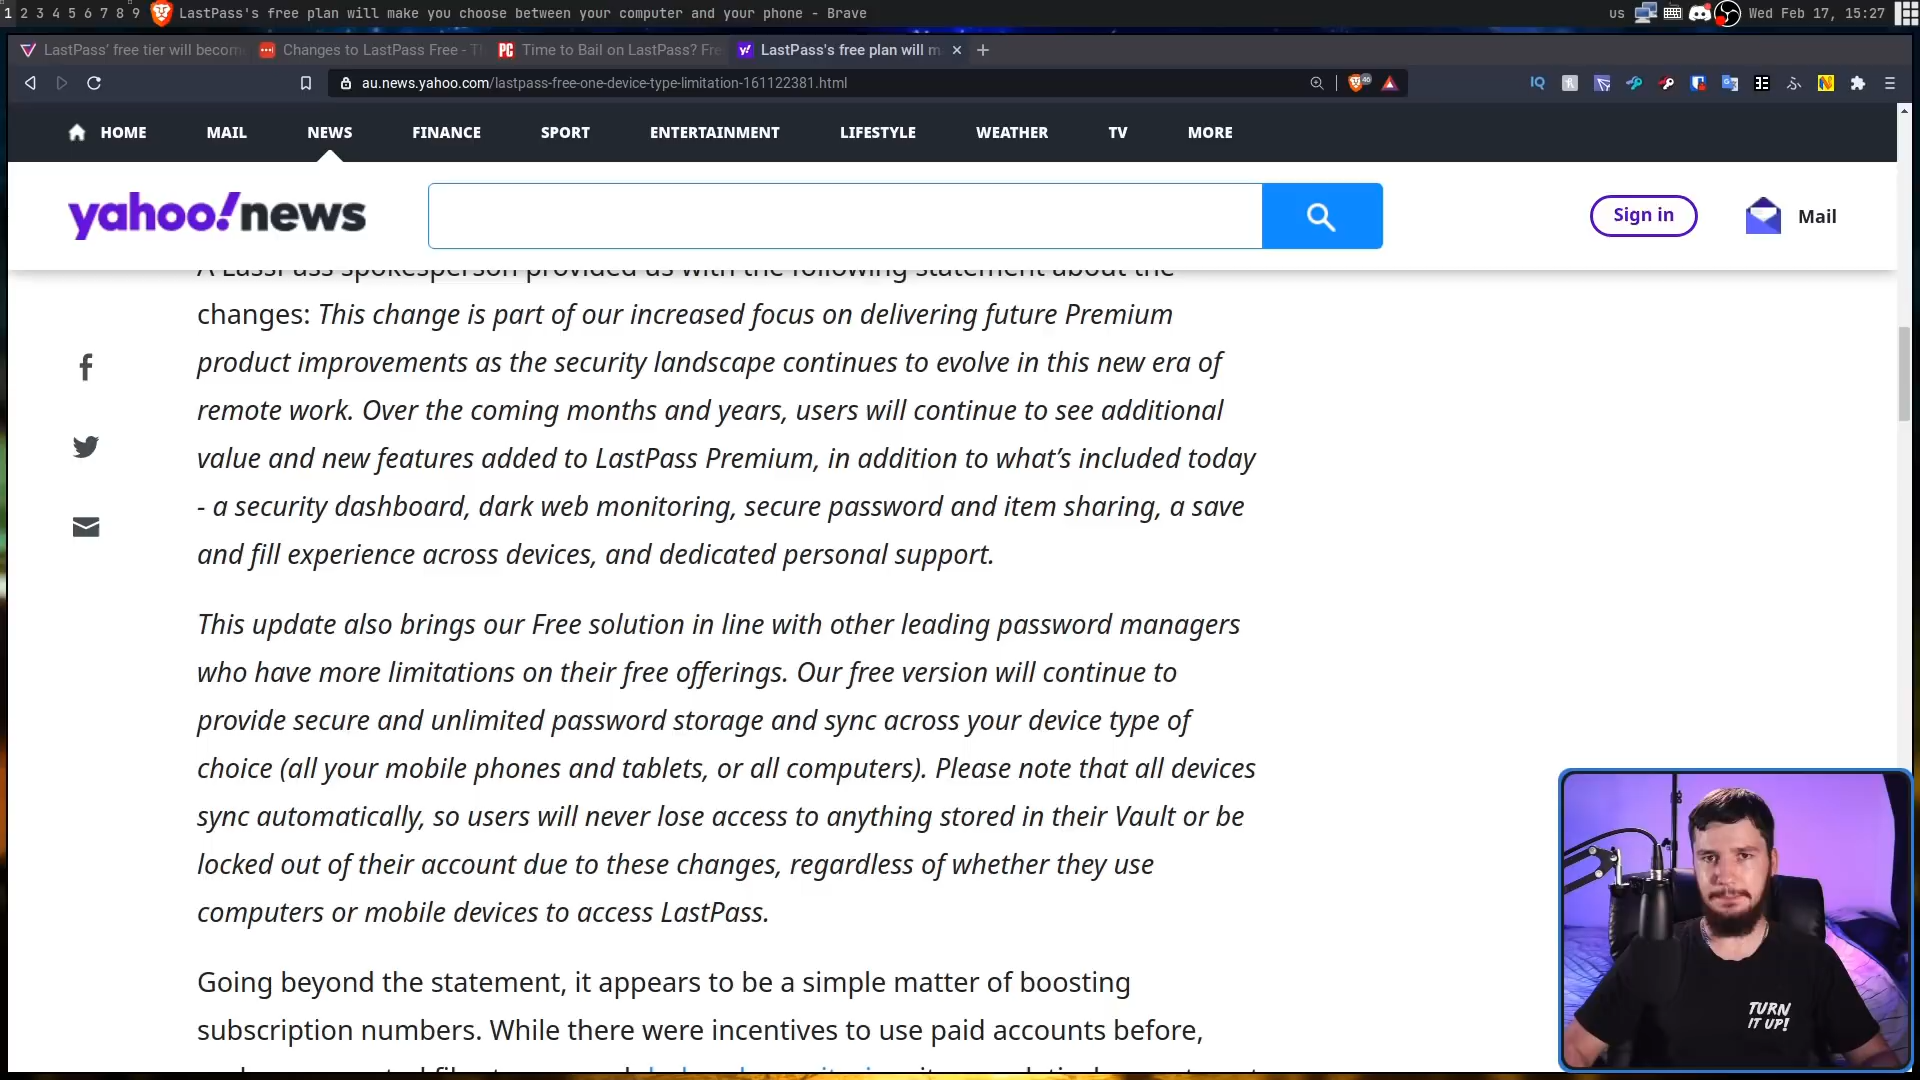 1 2 3 4 5 6 7 8 9 LastPass's free plan will make you choose between your computer and your phone - Brave us Wed Feb 17, 15:27
LastPass' free tier will becom Changes to LastPass Free - T PC Time to Bail on LastPass? Fre y! LastPass's free plan will m
au.news.yahoo.com/lastpass-free-one-device-type-limitation-161122381.html
HOME MAIL NEWS FINANCE SPORT ENTERTAINMENT LIFESTYLE WEATHER TV MORE
yahoo!news Sign in Mail
A LassPass spokesperson provided us with the following statement about the
changes: This change is part of our increased focus on delivering future Premium
product improvements as the security landscape continues to evolve in this new era of
remote work. Over the coming months and years, users will continue to see additional
value and new features added to LastPass Premium, in addition to what's included today
- a security dashboard, dark web monitoring, secure password and item sharing, a save
and fill experience across devices, and dedicated personal support.
This update also brings our Free solution in line with other leading password managers
who have more limitations on their free offerings. Our free version will continue to
provide secure and unlimited password storage and sync across your device type of
choice (all your mobile phones and tablets, or all computers). Please note that all devices
sync automatically, so users will never lose access to anything stored in their Vault or be
locked out of their account due to these changes, regardless of whether they use
computers or mobile devices to access LastPass.
Going beyond the statement, it appears to be a simple matter of boosting
subscription numbers. While there were incentives to use paid accounts before,
TURN
IT UP!